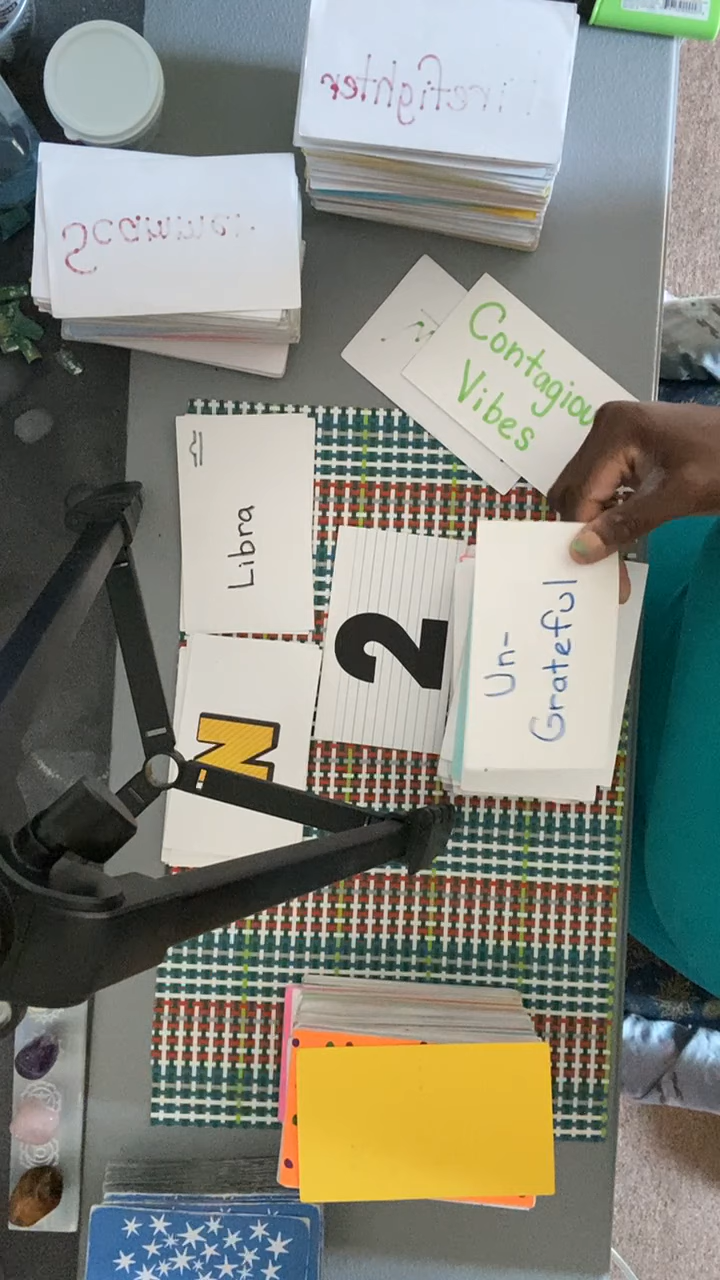 Firefighter
Scammer
Contagious
Vibes
Libra
2
Un-
Grateful
N